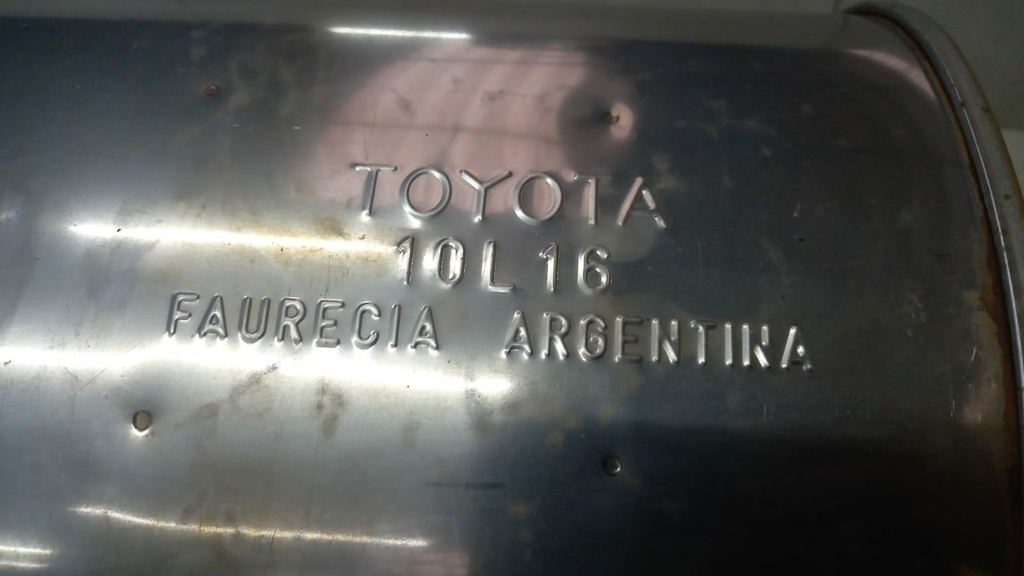 TOYOTA
10L16
FAURECIA ARGENTINA